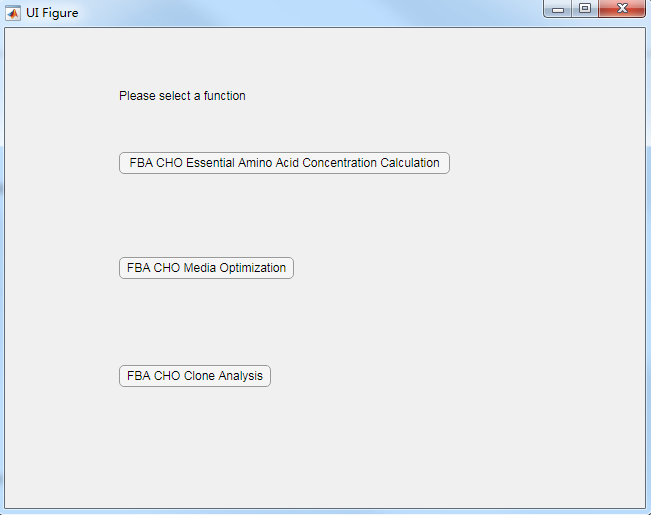 UI Figure
Please select a function
FBA CHO Essential Amino Acid Concentration Calculation
FBA CHO Media Optimization
FBA CHO Clone Analysis